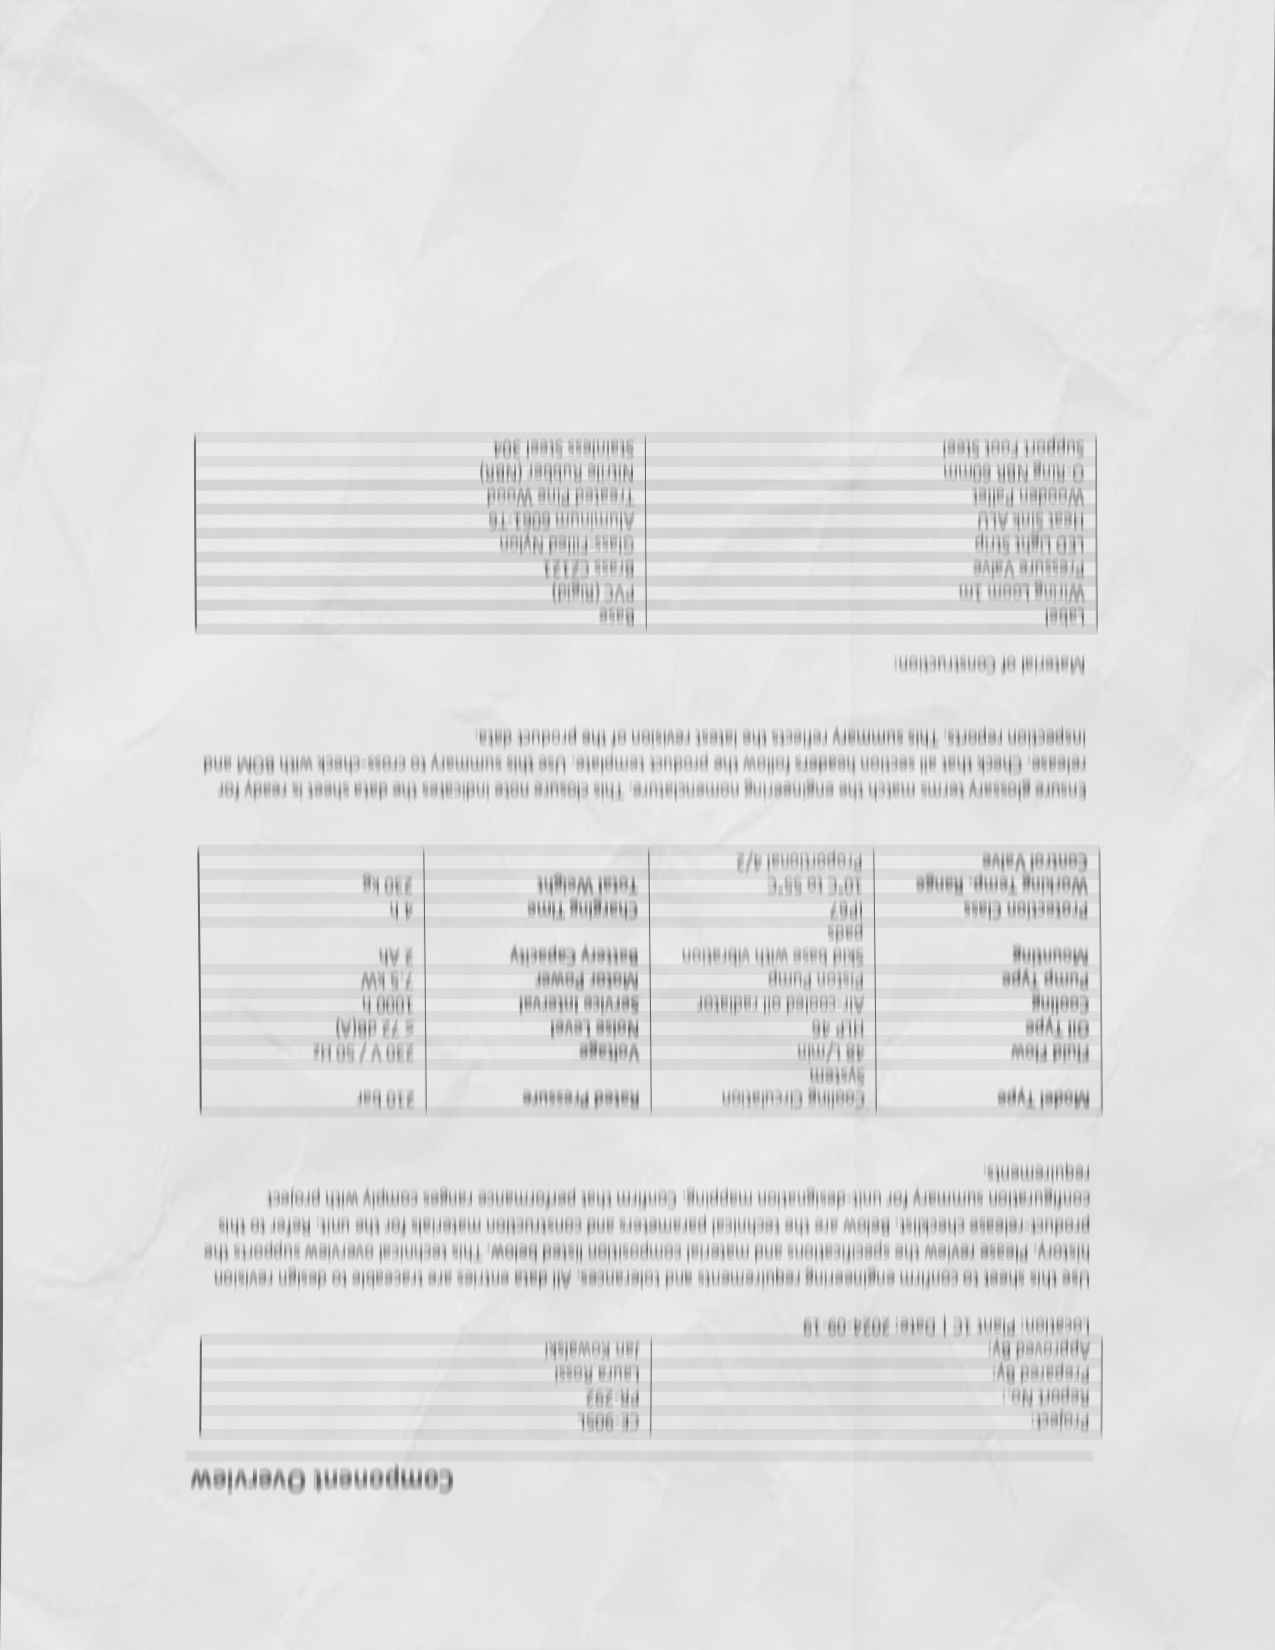 Component Overview
Project: CE-905L
Report No.: PR-393
Prepared By: Laura Rossi
Approved By: Jan Kowalski
Location: Plant 1C | Date: 2024-09-19
Use this sheet to confirm engineering requirements and tolerances. All data entries are traceable to design revision
history. Please review the specifications and material composition listed below. This technical overview supports the
product release checklist. Below are the technical parameters and construction materials for the unit. Refer to this
configuration summary for unit designation mapping. Confirm that performance ranges comply with project
requirements.
Model Type Cooling Circulation System Rated Pressure 210 bar
Fluid Flow 48 L/min Voltage 230 V / 50 Hz
Oil Type HLP 46 Noise Level ≤ 72 dB(A)
Cooling Air-cooled oil radiator Service Interval 1000 h
Pump Type Piston Pump Motor Power 7.5 kW
Mounting Skid base with vibration pads Battery Capacity 2 Ah
Protection Class IP67 Charging Time 4 h
Working Temp. Range 10°C to 55°C Total Weight 230 kg
Control Valve Proportional 4/2
Ensure glossary terms match the engineering nomenclature. This closure note indicates the data sheet is ready for
release. Check that all section headers follow the product template. Use this summary to cross-check with BOM and
inspection reports. This summary reflects the latest revision of the product data.
Material of Construction:
Label Base
Wiring Loom 1m PVC (Rigid)
Pressure Valve Brass CZ121
LED Light Strip Glass-Filled Nylon
Heat Sink ALU Aluminum 6061-T6
Wooden Pallet Treated Pine Wood
O-Ring NBR 60mm Nitrile Rubber (NBR)
Support Foot Steel Stainless Steel 304